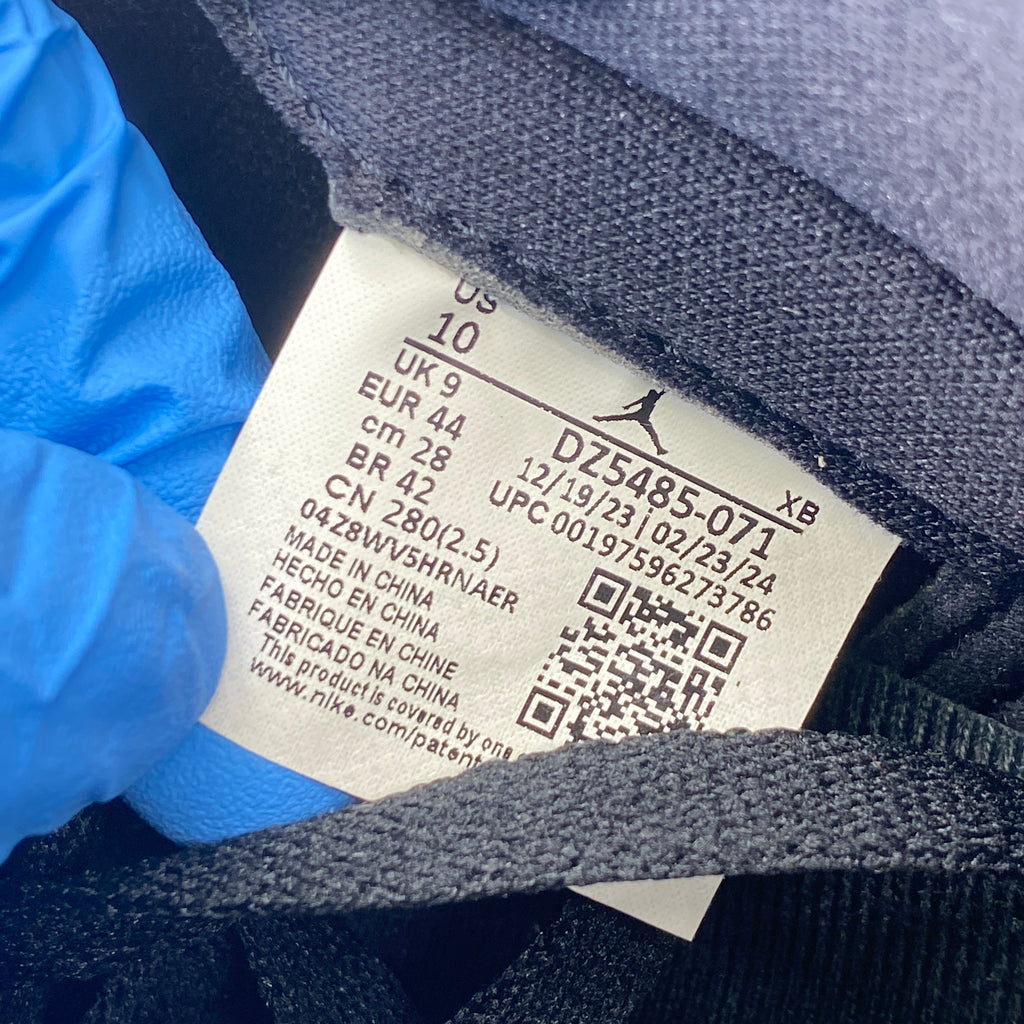 US
10
UK 9
EUR 44
cm 28
BR 42
CN 280(2.5)
04Z8WV5HRNAER
MADE IN CHINA
HECHO EN CHINA
FABRIQUE EN CHINE
FABRICADO NA CHINA
This product is covered by one
www.nike.com/patent
XB
DZ5485-071
12/19/23 | 02/23/24
UPC 00197596273786